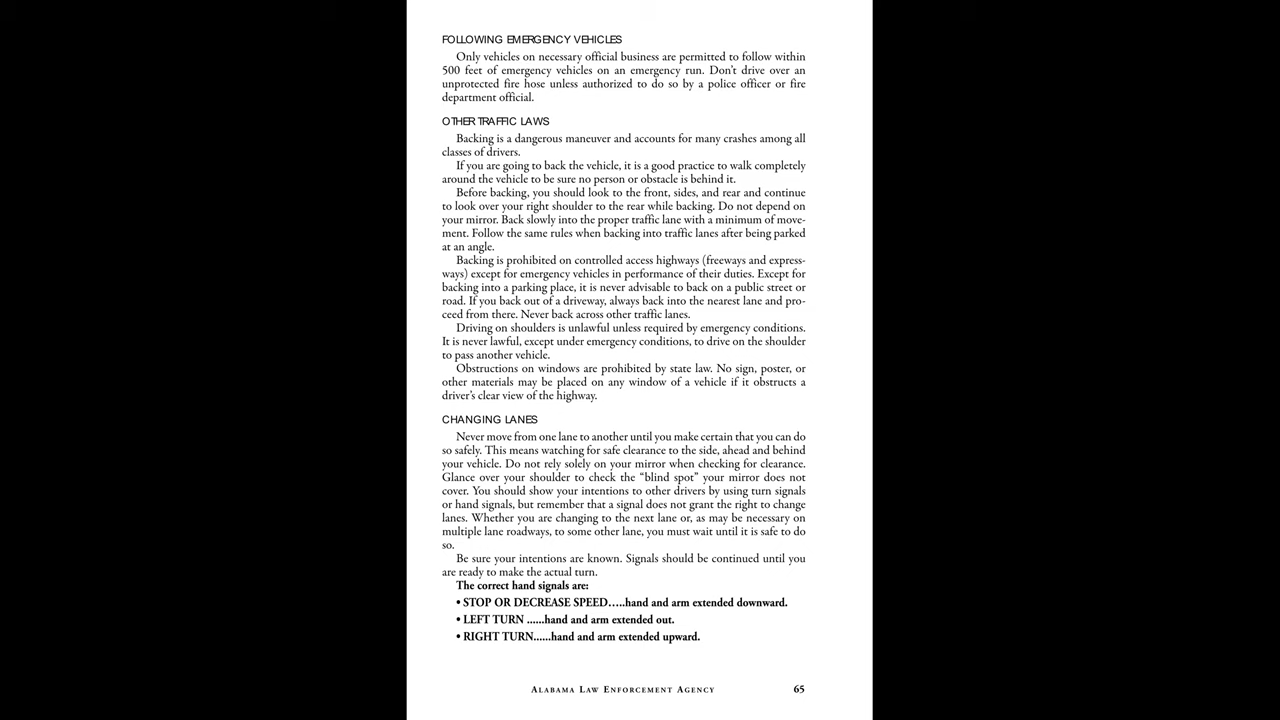 FOLLOWING EMERGENCY VEHICLES
Only vehicles on necessary official business are permitted to follow within
500 feet of emergency vehicles on an emergency run. Don't drive over an
unprotected fire hose unless authorized to do so by a police officer or fire
department official.
OTHER TRAFFIC LAWS
Backing is a dangerous maneuver and accounts for many crashes among all
classes of drivers.
If you are going to back the vehicle, it is a good practice to walk completely
around the vehicle to be sure no person or obstacle is behind it.
Before backing, you should look to the front, sides, and rear and continue
to look over your right shoulder to the rear while backing. Do not depend on
your mirror. Back slowly into the proper traffic lane with a minimum of move-
ment. Follow the same rules when backing into traffic lanes after being parked
at an angle.
Backing is prohibited on controlled access highways (freeways and express-
ways) except for emergency vehicles in performance of their duties. Except for
backing into a parking place, it is never advisable to back on a public street or
road. If you back out of a driveway, always back into the nearest lane and pro-
ceed from there. Never back across other traffic lanes.
Driving on shoulders is unlawful unless required by emergency conditions.
It is never lawful, except under emergency conditions, to drive on the shoulder
to pass another vehicle.
Obstructions on windows are prohibited by state law. No sign, poster, or
other materials may be placed on any window of a vehicle if it obstructs a
driver's clear view of the highway.
CHANGING LANES
Never move from one lane to another until you make certain that you can do
so safely. This means watching for safe clearance to the side, ahead and behind
your vehicle. Do not rely solely on your mirror when checking for clearance.
Glance over your shoulder to check the "blind spot" your mirror does not
cover. You should show your intentions to other drivers by using turn signals
or hand signals, but remember that a signal does not grant the right to change
lanes. Whether you are changing to the next lane or, as may be necessary on
multiple lane roadways, to some other lane, you must wait until it is safe to do
so.
Be sure your intentions are known. Signals should be continued until you
are ready to make the actual turn.
The correct hand signals are:
• STOP OR DECREASE SPEED…..hand and arm extended downward.
• LEFT TURN ......hand and arm extended out.
• RIGHT TURN......hand and arm extended upward.
ALABAMA LAW ENFORCEMENT AGENCY 65